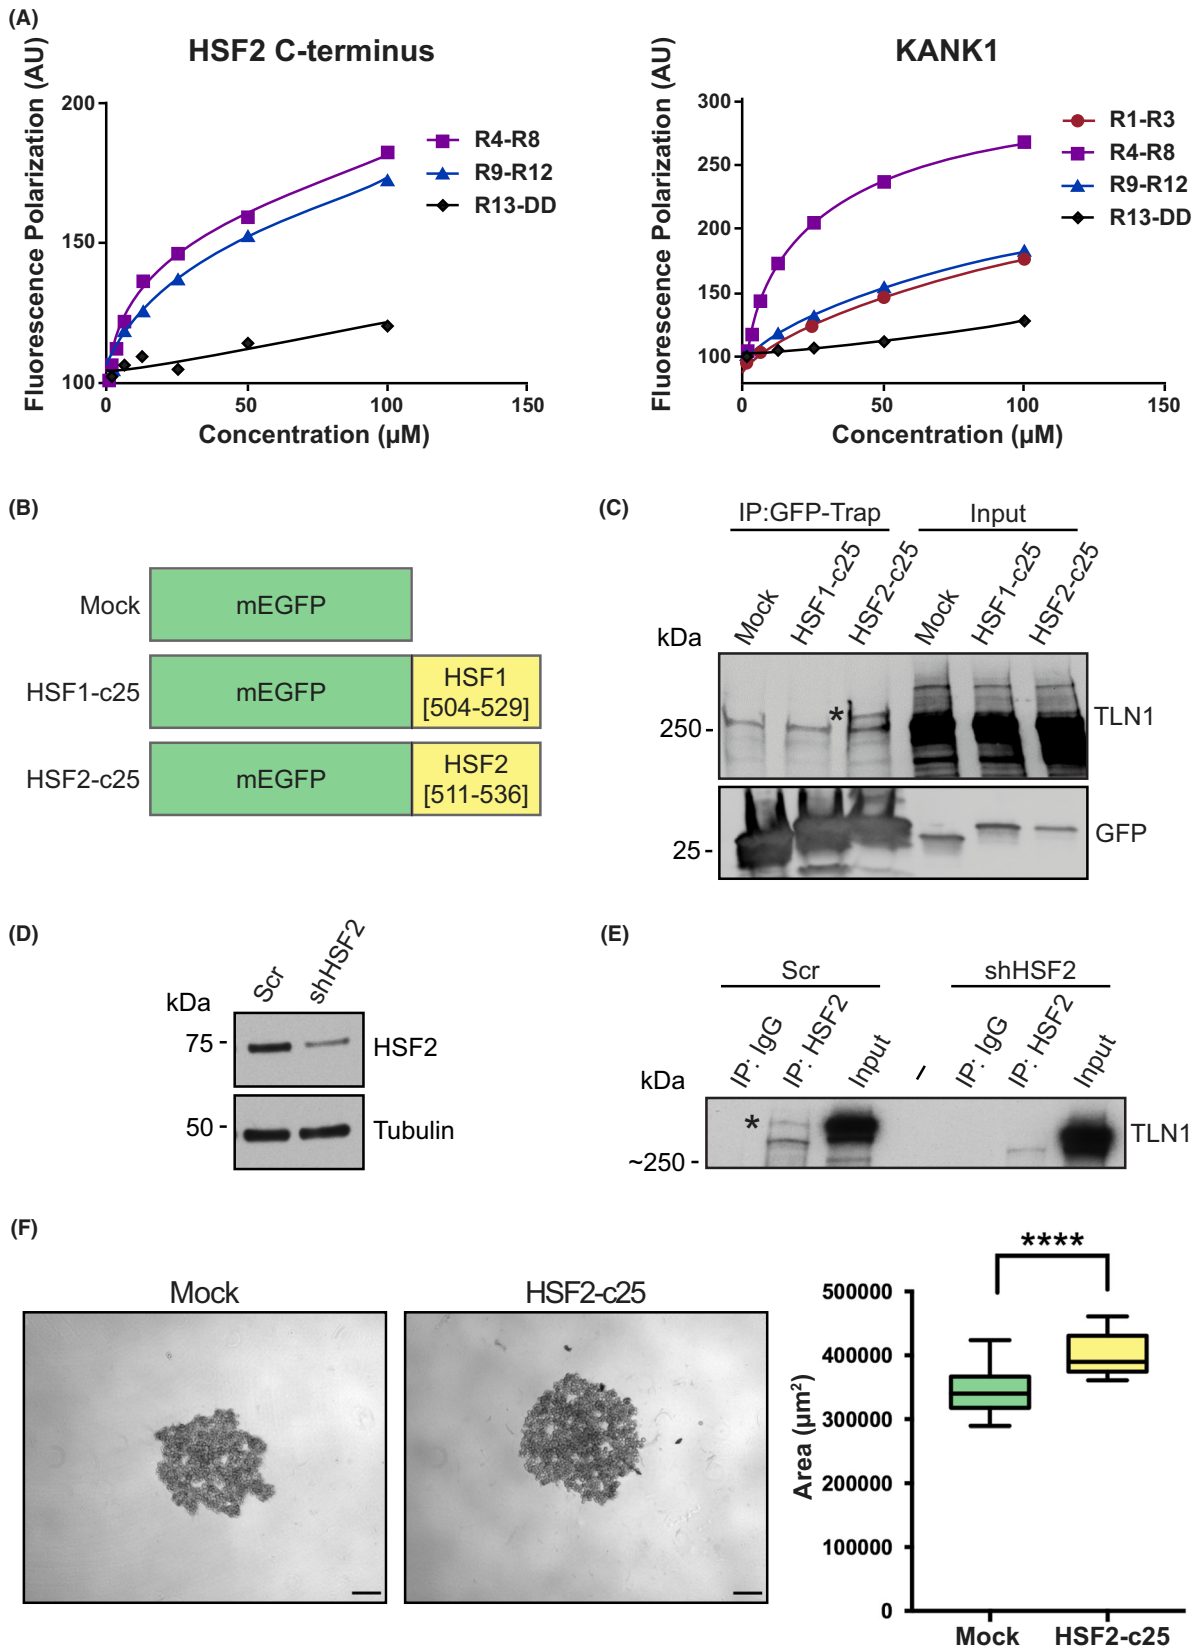 (A)
HSF2 C-terminus
Fluorescence Polarization (AU)
200
150
100
0
50
100
150
Concentration (µM)
R4-R8
R9-R12
R13-DD
KANK1
Fluorescence Polarization (AU)
300
250
200
150
100
0
50
100
150
Concentration (µM)
R1-R3
R4-R8
R9-R12
R13-DD
(B)
Mock
mEGFP
HSF1-c25
mEGFP
HSF1
[504-529]
HSF2-c25
mEGFP
HSF2
[511-536]
(C)
IP:GFP-Trap
Input
Mock
HSF1-c25
HSF2-c25
Mock
HSF1-c25
HSF2-c25
kDa
250 -
*
TLN1
25 -
GFP
(D)
Scr
shHSF2
kDa
75 -
HSF2
50 -
Tubulin
(E)
Scr
shHSF2
IP: IgG
IP: HSF2
Input
–
IP: IgG
IP: HSF2
Input
kDa
*
~250 -
TLN1
(F)
Mock
HSF2-c25
****
Area (µm²)
500000
400000
300000
200000
100000
0
Mock
HSF2-c25